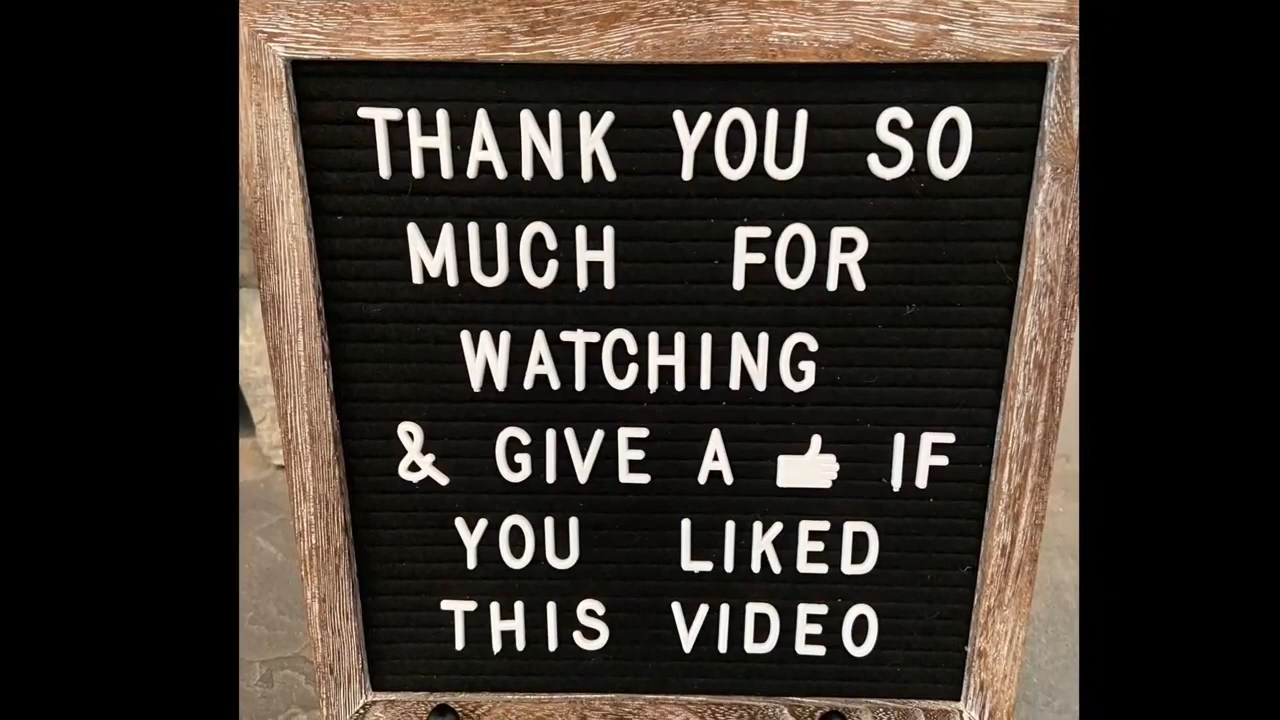 THANK YOU SO
MUCH FOR
WATCHING
& GIVE A 👍 IF
YOU LIKED
THIS VIDEO